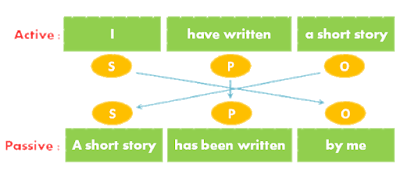 Active : I have written a short story
S P O
S P O
Passive : A short story has been written by me